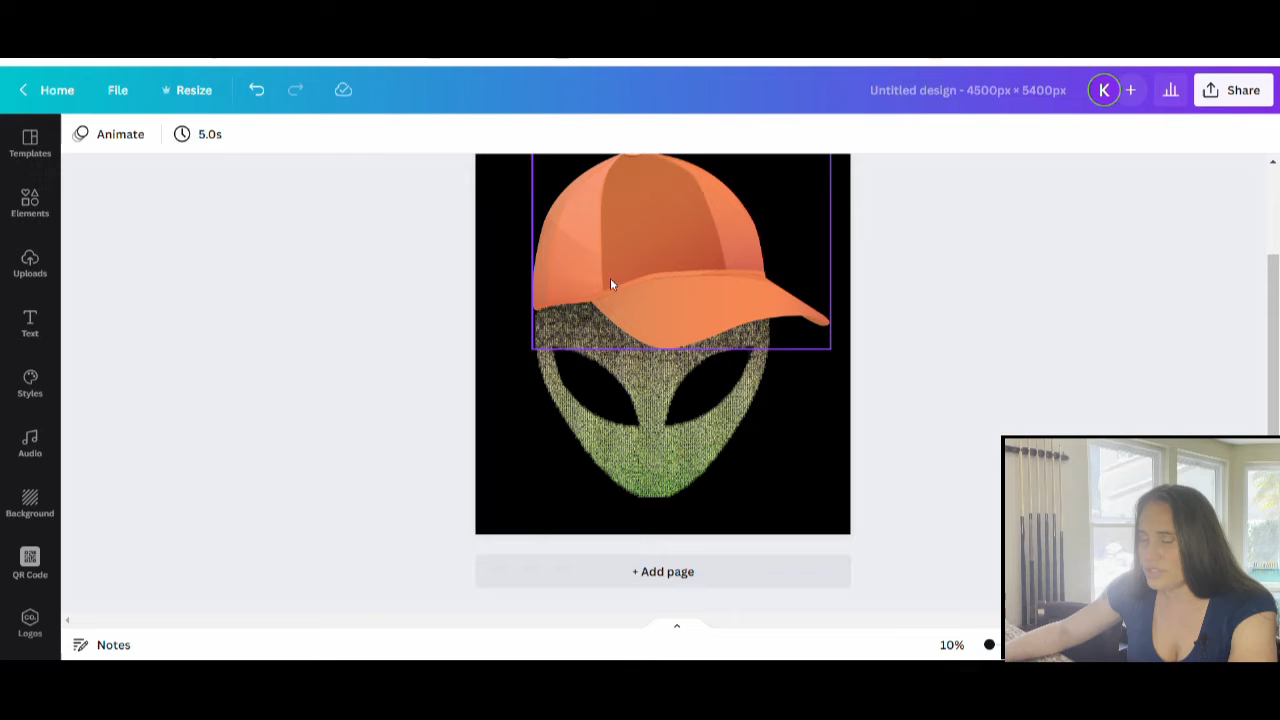 Home File Resize Untitled design - 4500px × 5400px K + Share
Animate 5.0s
Templates
Elements
Uploads
Text
Styles
Audio
Background
QR Code
CO.
Logos
+ Add page
Notes 10%